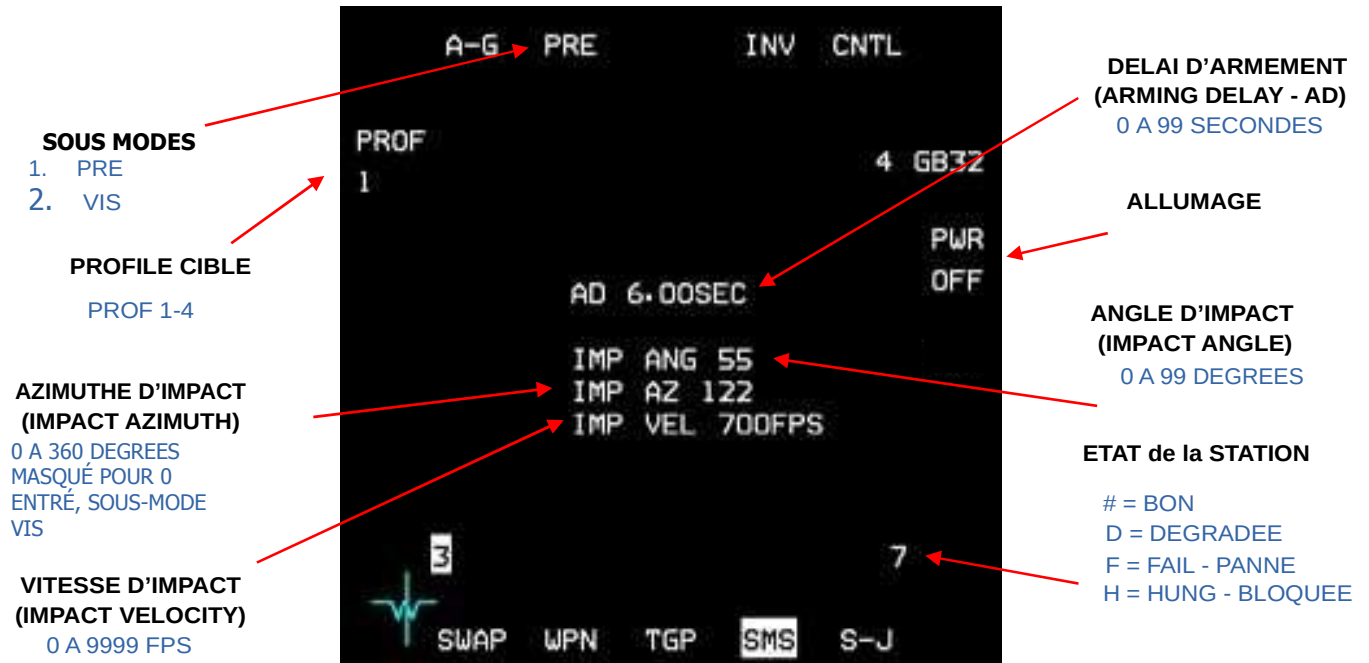 A-G PRE INV CNTL
DELAI D'ARMEMENT
(ARMING DELAY - AD)
0 A 99 SECONDES
SOUS MODES
1. PRE
2. VIS
PROF
1
4 GB32
ALLUMAGE
PWR
OFF
PROFILE CIBLE
PROF 1-4
AD 6.00SEC
ANGLE D'IMPACT
(IMPACT ANGLE)
0 A 99 DEGREES
IMP ANG 55
IMP AZ 122
IMP VEL 700FPS
AZIMUTHE D'IMPACT
(IMPACT AZIMUTH)
0 A 360 DEGREES
MASQUÉ POUR 0
ENTRÉ, SOUS-MODE
VIS
ETAT de la STATION
# = BON
D = DEGRADEE
F = FAIL - PANNE
H = HUNG - BLOQUEE
3 7
VITESSE D'IMPACT
(IMPACT VELOCITY)
0 A 9999 FPS
SWAP WPN TGP SMS S-J